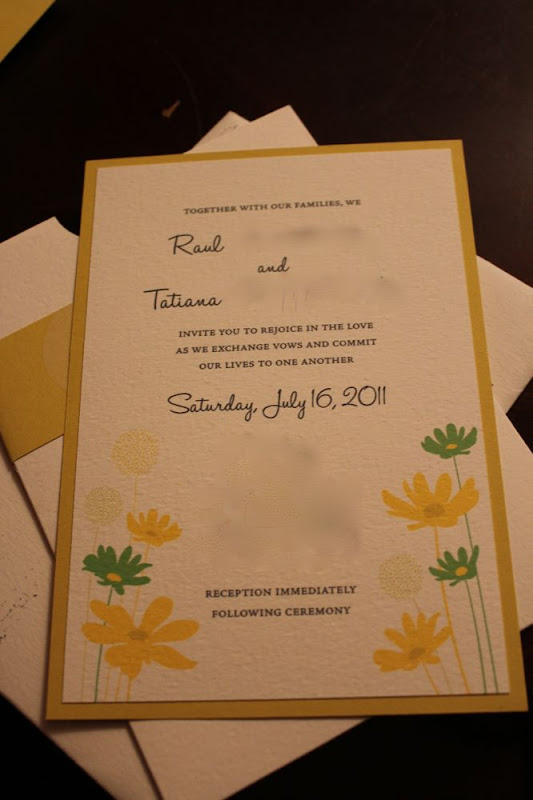 TOGETHER WITH OUR FAMILIES, WE
Raul
and
Tatiana
INVITE YOU TO REJOICE IN THE LOVE
AS WE EXCHANGE VOWS AND COMMIT
OUR LIVES TO ONE ANOTHER
Saturday, July 16, 2011
RECEPTION IMMEDIATELY
FOLLOWING CEREMONY